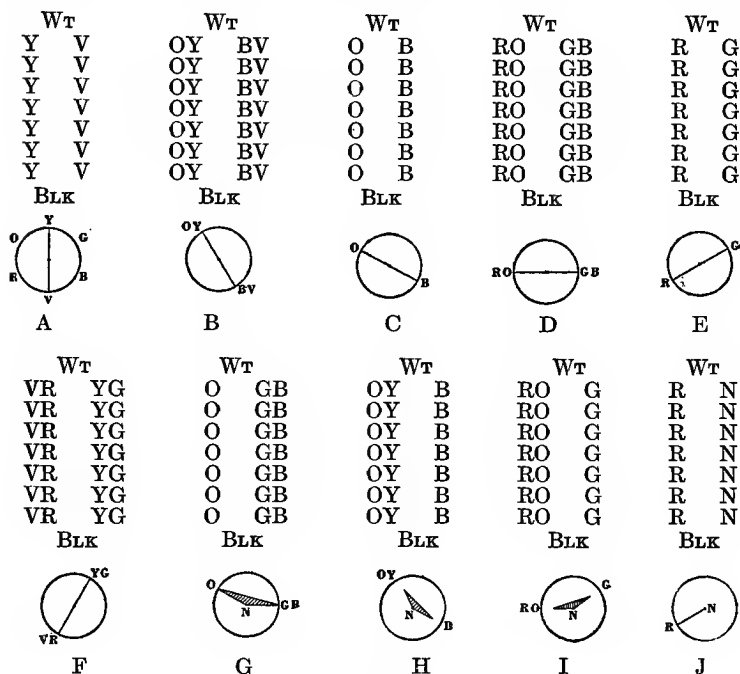 WT WT WT WT WT
Y V OY BV O B RO GB R G
Y V OY BV O B RO GB R G
Y V OY BV O B RO GB R G
Y V OY BV O B RO GB R G
Y V OY BV O B RO GB R G
Y V OY BV O B RO GB R G
Y V OY BV O B RO GB R G
BLK BLK BLK BLK BLK
Y
O G
R B
V
OY
BV
O
B
RO GB
G
R
A B C D E
WT WT WT WT WT
VR YG O GB OY B RO G R N
VR YG O GB OY B RO G R N
VR YG O GB OY B RO G R N
VR YG O GB OY B RO G R N
VR YG O GB OY B RO G R N
VR YG O GB OY B RO G R N
VR YG O GB OY B RO G R N
BLK BLK BLK BLK BLK
YG
VR
O
GB
N
OY
N
B
G
RO
N
N
R
F G H I J